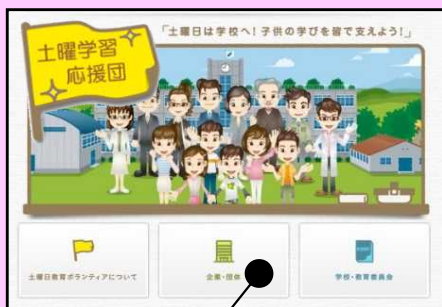 「土曜日は学校へ!子供の学びを皆で支えよう!」
土曜学習
応援団
土曜日教育ボランティアについて
企業・団体
学校・教育委員会